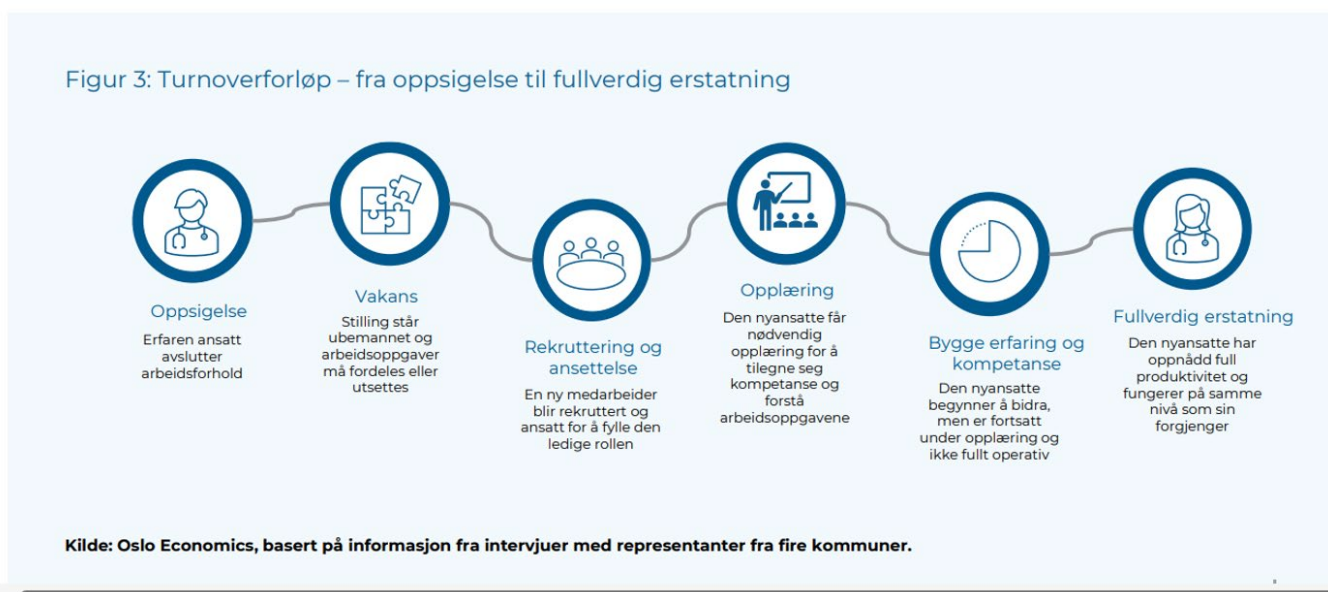 Figur 3: Turnoverforløp – fra oppsigelse til fullverdig erstatning
Oppsigelse
Erfaren ansatt
avslutter
arbeidsforhold
Vakans
Stilling står
ubemannet og
arbeidsoppgaver
må fordeles eller
utsettes
Rekruttering og
ansettelse
En ny medarbeider
blir rekruttert og
ansatt for å fylle den
ledige rollen
Opplæring
Den nyansatte får
nødvendig
opplæring for å
tilegne seg
kompetanse og
forstå
arbeidsoppgavene
Bygge erfaring og
kompetanse
Den nyansatte
begynner å bidra,
men er fortsatt
under opplæring og
ikke fullt operativ
Fullverdig erstatning
Den nyansatte har
oppnådd full
produktivitet og
fungerer på samme
nivå som sin
forgjenger
Kilde: Oslo Economics, basert på informasjon fra intervjuer med representanter fra fire kommuner.